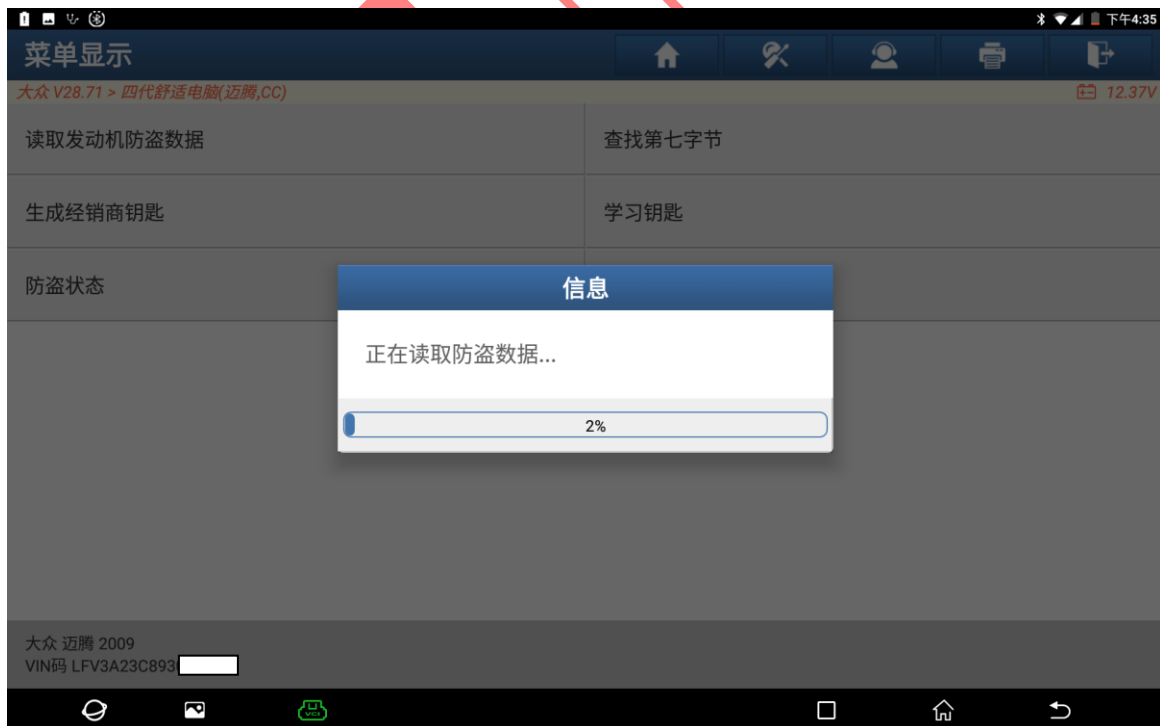 下午4:35
菜单显示
大众 V28.71 > 四代舒适电脑(迈腾,CC)
12.37V
读取发动机防盗数据
查找第七字节
生成经销商钥匙
学习钥匙
防盗状态
信息
正在读取防盗数据...
2%
大众 迈腾 2009
VIN码 LFV3A23C893
VCI